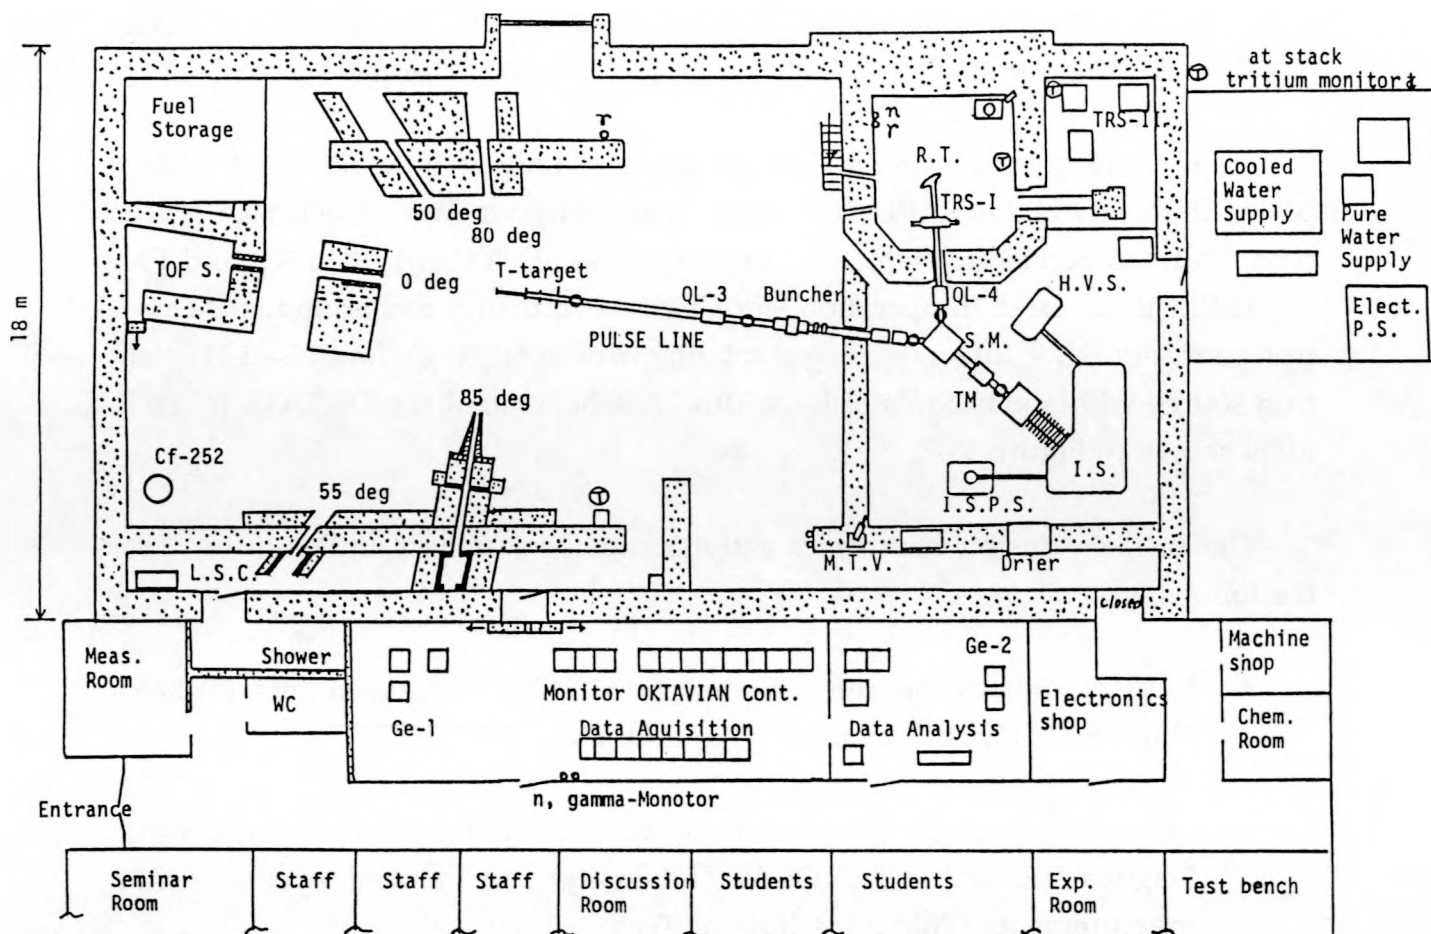 at stack
tritium monitor
Fuel
Storage
n
γ
γ
TRS-II
R.T.
Cooled
Water
Supply
TRS-I
50 deg
80 deg
Pure
Water
Supply
TOF S.
0 deg
T-target
QL-3
Buncher
QL-4
H.V.S.
Elect.
P.S.
18 m
PULSE LINE
S.M.
85 deg
TM
Cf-252
I.S.
55 deg
I.S.P.S.
L.S.C.
M.T.V.
Drier
closed
Meas.
Room
Shower
Ge-2
Machine
shop
WC
Monitor OKTAVIAN Cont.
Electronics
shop
Ge-1
Data Aquisition
Data Analysis
Chem.
Room
n, gamma-Monotor
Entrance
Seminar
Room
Staff
Staff
Staff
Discussion
Room
Students
Students
Exp.
Room
Test bench